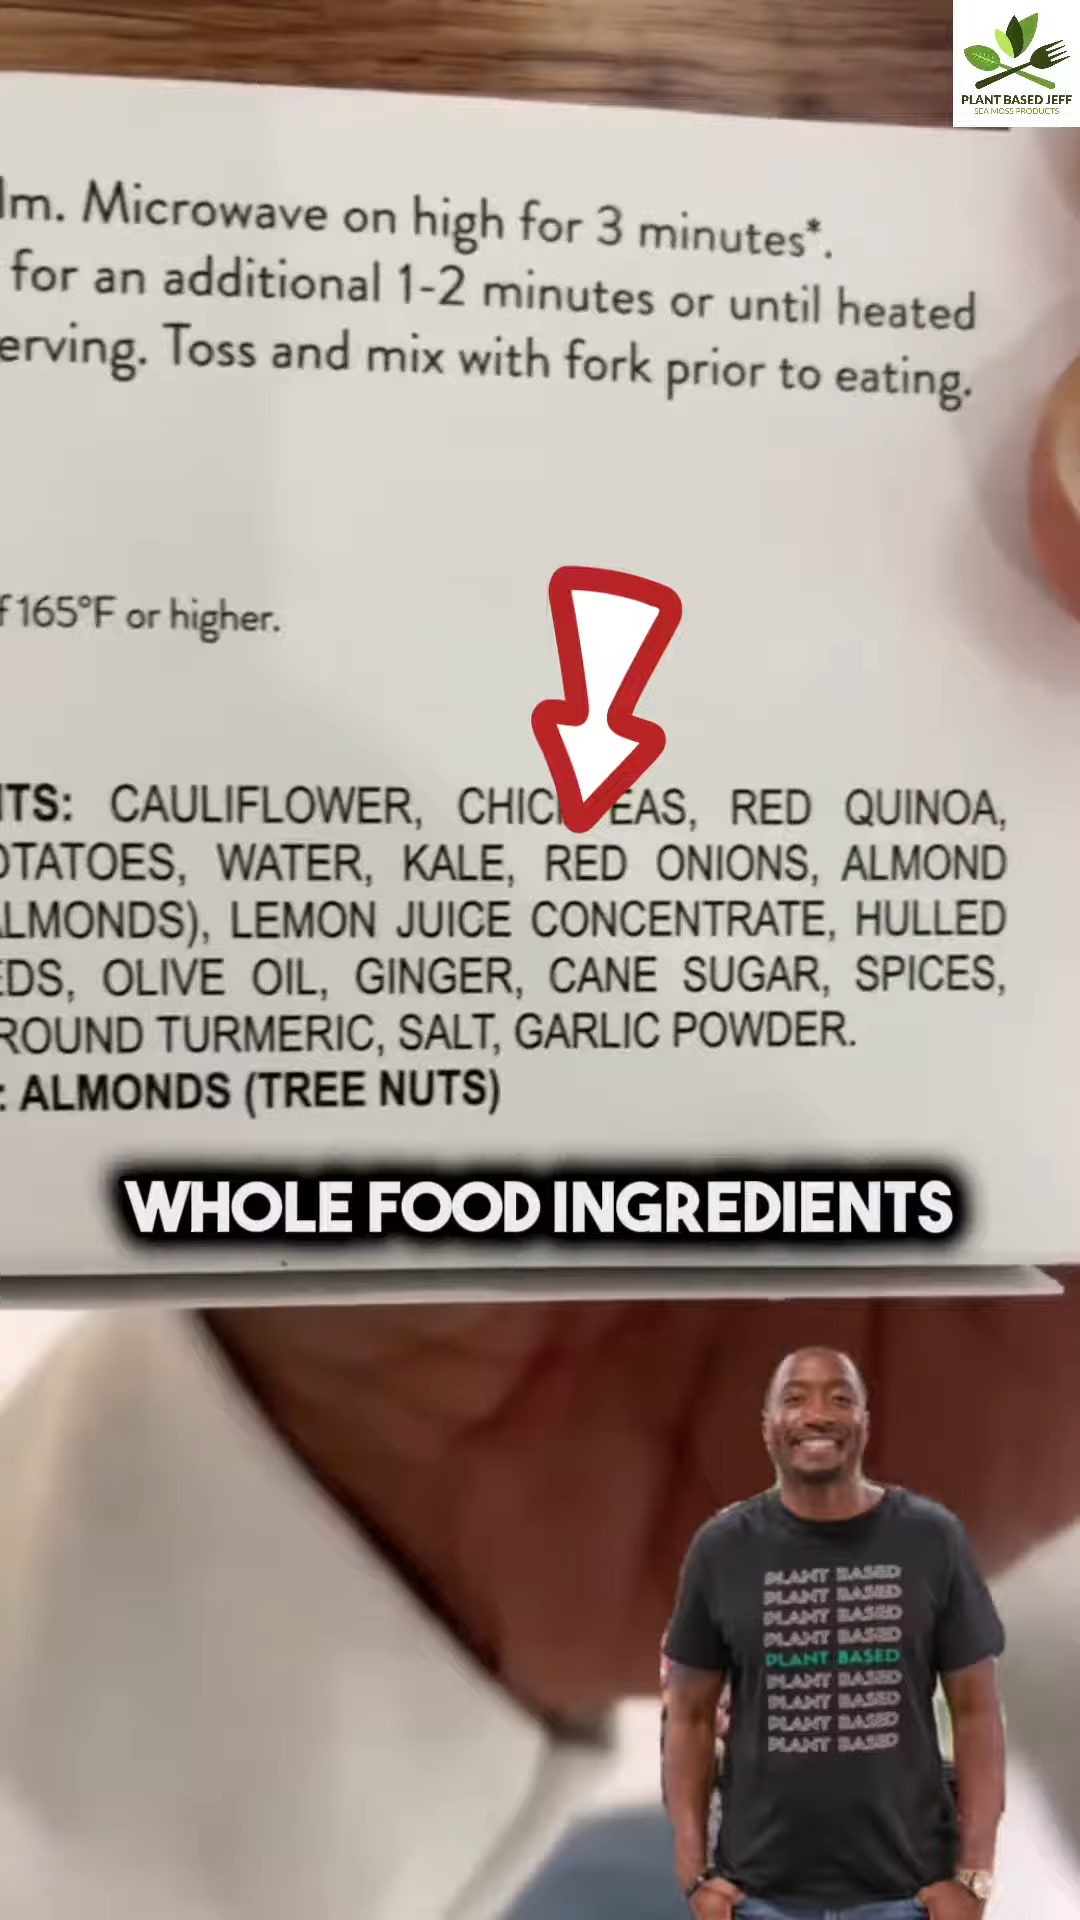 PLANT BASED JEFF
SEA MOSS PRODUCTS
lm. Microwave on high for 3 minutes*.
for an additional 1-2 minutes or until heated
erving. Toss and mix with fork prior to eating.
f 165°F or higher.
TS: CAULIFLOWER, CHIC EAS, RED QUINOA,
OTATOES, WATER, KALE, RED ONIONS, ALMOND
LMONDS), LEMON JUICE CONCENTRATE, HULLED
EDS, OLIVE OIL, GINGER, CANE SUGAR, SPICES,
ROUND TURMERIC, SALT, GARLIC POWDER.
: ALMONDS (TREE NUTS)
WHOLE FOOD INGREDIENTS
PLANT BASED
PLANT BASED
PLANT BASED
PLANT BASED
PLANT BASED
PLANT BASED
PLANT BASED
PLANT BASED
PLANT BASED